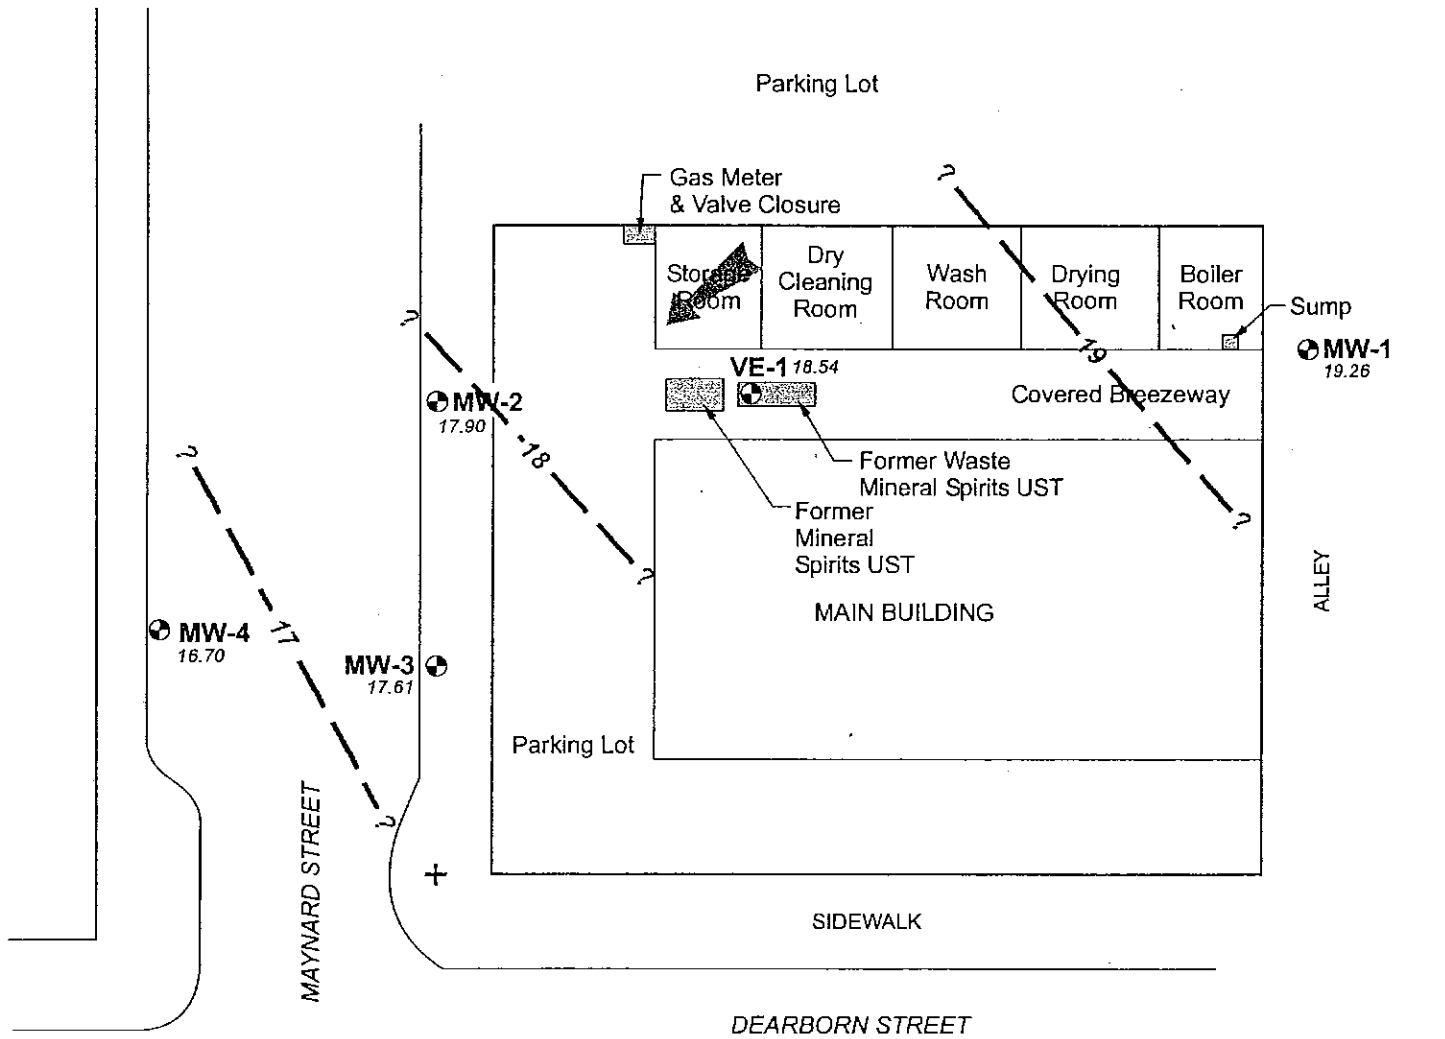 Parking Lot
?
Gas Meter
& Valve Closure
Storage
Room
Dry
Cleaning
Room
Wash
Room
Drying
Room
Boiler
Room
Sump
?
19
MW-1
19.26
VE-1 18.54
Covered Breezeway
MW-2
17.90
18
?
Former Waste
Mineral Spirits UST
Former
Mineral
Spirits UST
?
?
MAIN BUILDING
ALLEY
MW-4
16.70
17
MW-3
17.61
Parking Lot
?
MAYNARD STREET
SIDEWALK
DEARBORN STREET